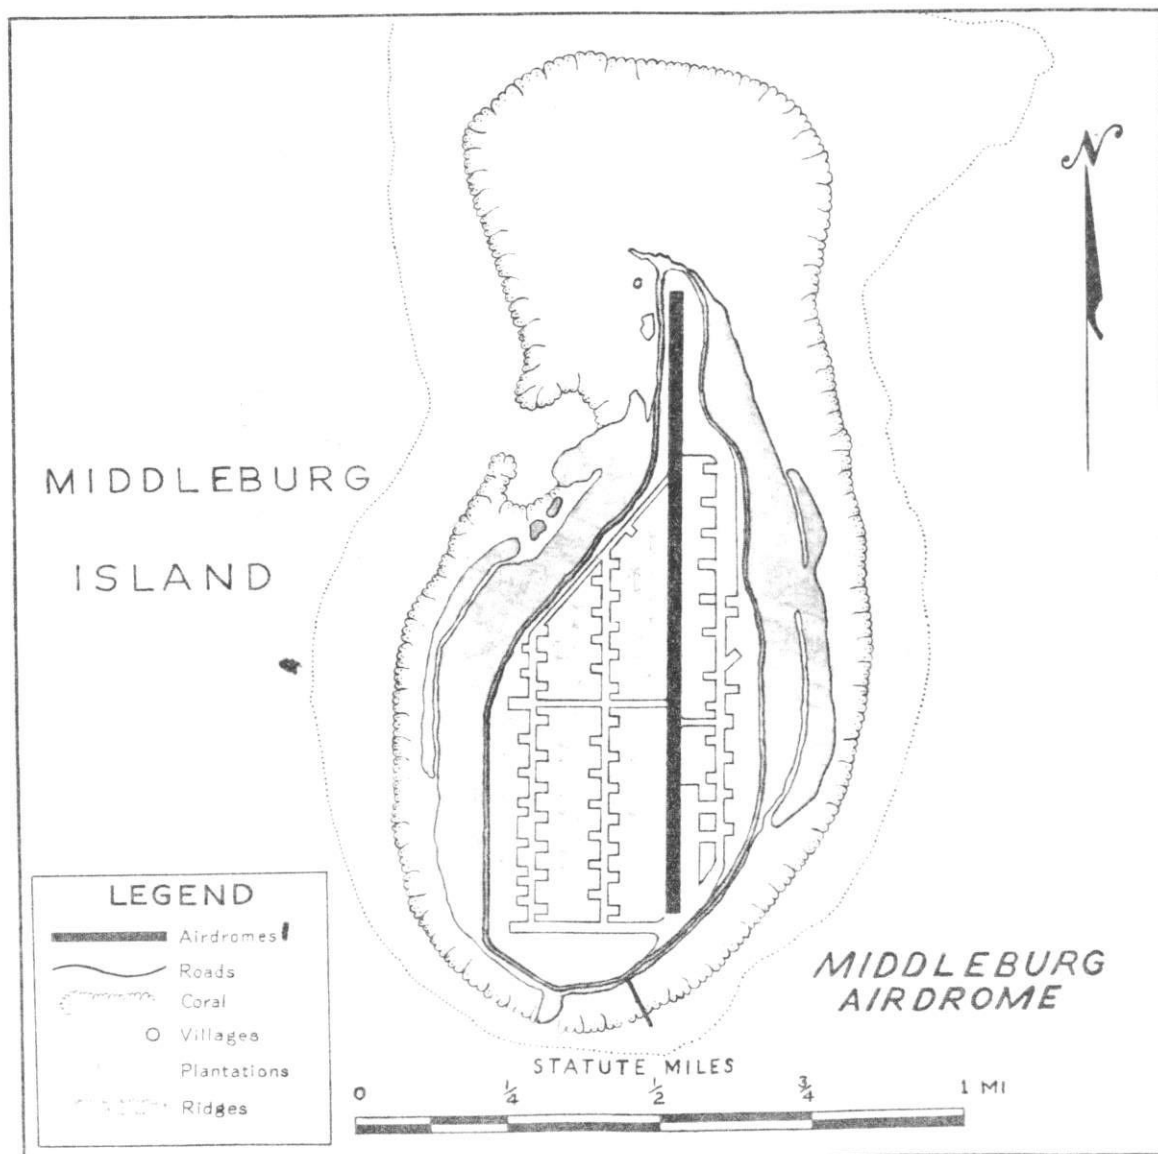 N
MIDDLEBURG
ISLAND
LEGEND
Airdromes
Roads
Coral
Villages
Plantations
Ridges
MIDDLEBURG
AIRDROME
STATUTE MILES
0 1/4 1/2 3/4 1 MI